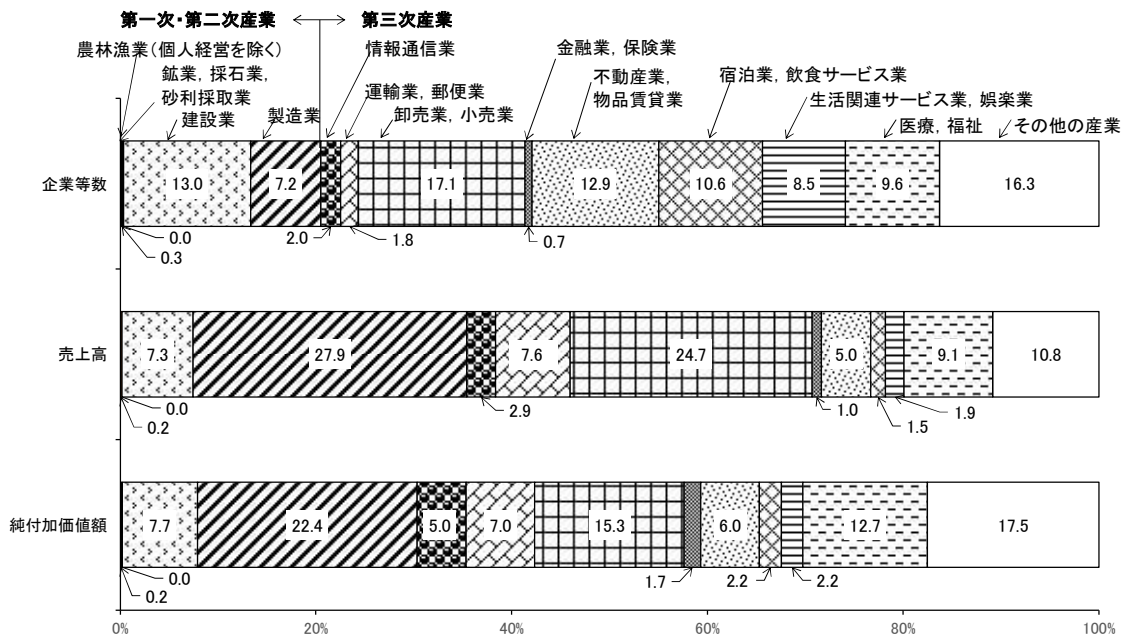 第一次・第二次産業 ←→ 第三次産業
農林漁業(個人経営を除く)
鉱業, 採石業,
砂利採取業
建設業
製造業
情報通信業
運輸業, 郵便業
卸売業, 小売業
金融業, 保険業
不動産業,
物品賃貸業
宿泊業, 飲食サービス業
生活関連サービス業, 娯楽業
医療, 福祉
その他の産業
企業等数
13.0 7.2 17.1 12.9 10.6 8.5 9.6 16.3
0.0 2.0 1.8 0.7
0.3
売上高
7.3 27.9 7.6 24.7 5.0 9.1 10.8
0.0 2.9 1.0 1.5 1.9
0.2
純付加価値額
7.7 22.4 5.0 7.0 15.3 6.0 12.7 17.5
0.0 1.7 2.2 2.2
0.2
0% 20% 40% 60% 80% 100%